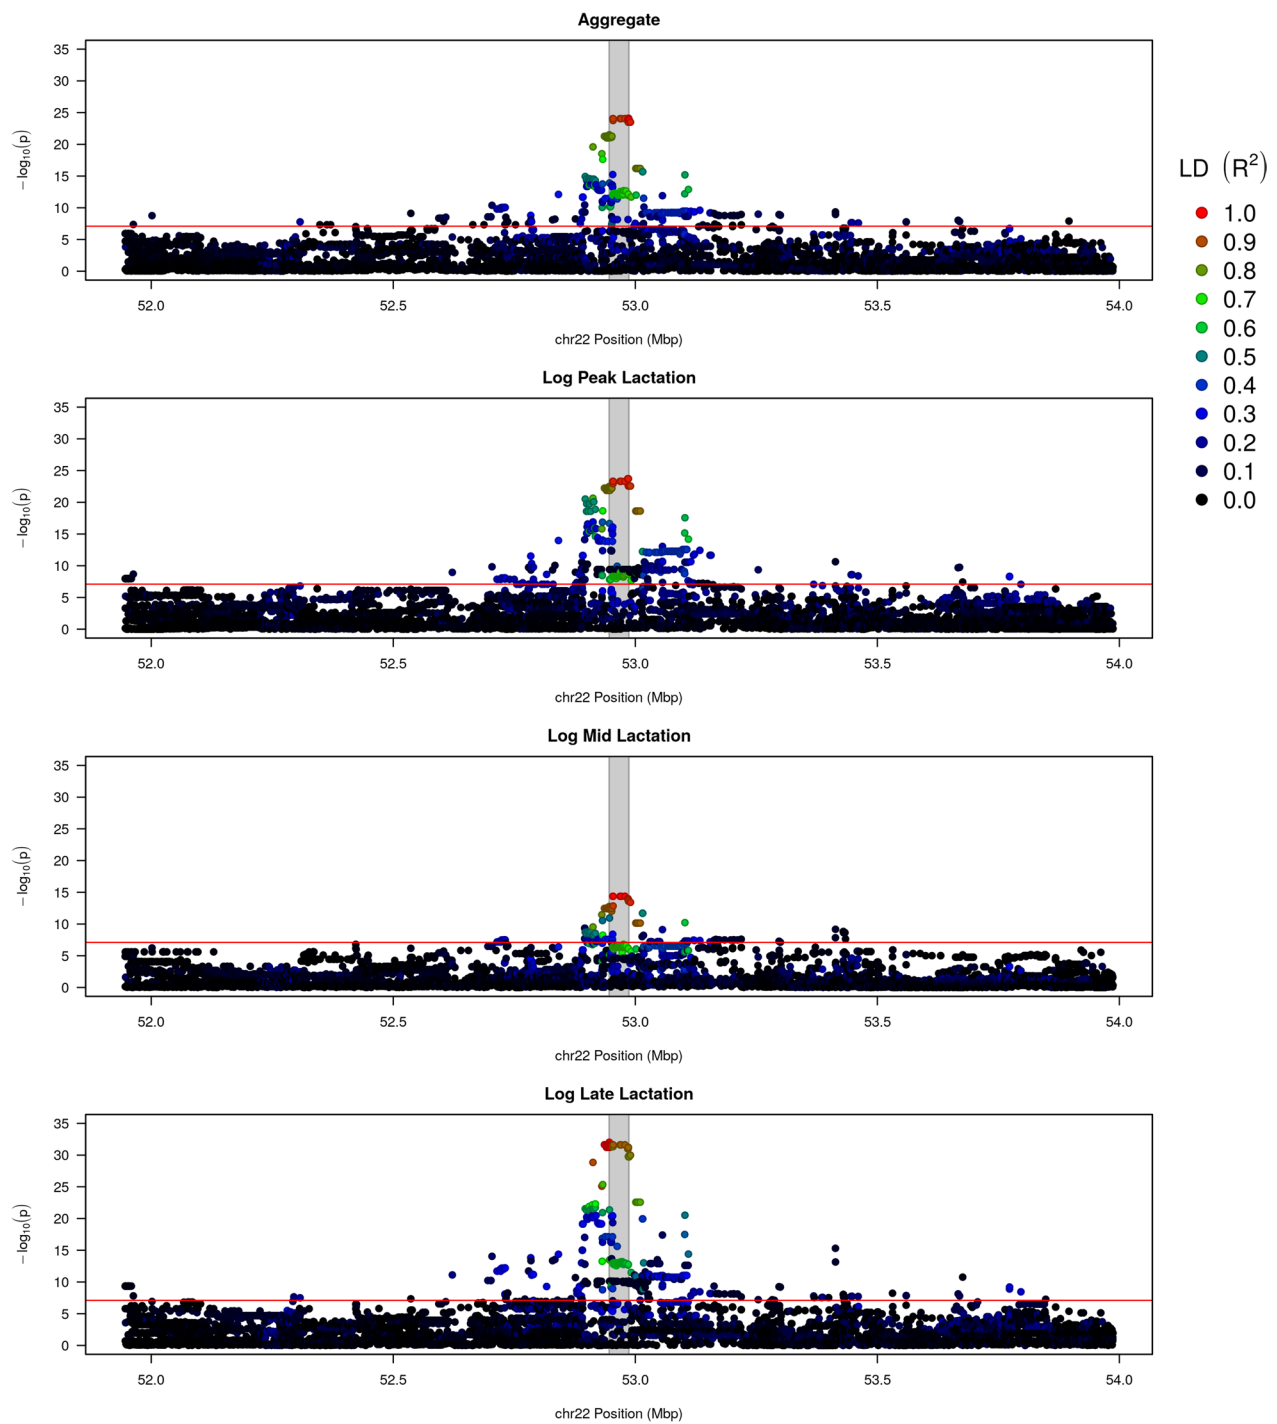 Aggregate
35
30
25
20
15
10
5
0
− log10(p)
52.0 52.5 53.0 53.5 54.0
chr22 Position (Mbp)
Log Peak Lactation
35
30
25
20
15
10
5
0
− log10(p)
52.0 52.5 53.0 53.5 54.0
chr22 Position (Mbp)
Log Mid Lactation
35
30
25
20
15
10
5
0
− log10(p)
52.0 52.5 53.0 53.5 54.0
chr22 Position (Mbp)
Log Late Lactation
35
30
25
20
15
10
5
0
− log10(p)
52.0 52.5 53.0 53.5 54.0
chr22 Position (Mbp)
LD (R²)
1.0
0.9
0.8
0.7
0.6
0.5
0.4
0.3
0.2
0.1
0.0